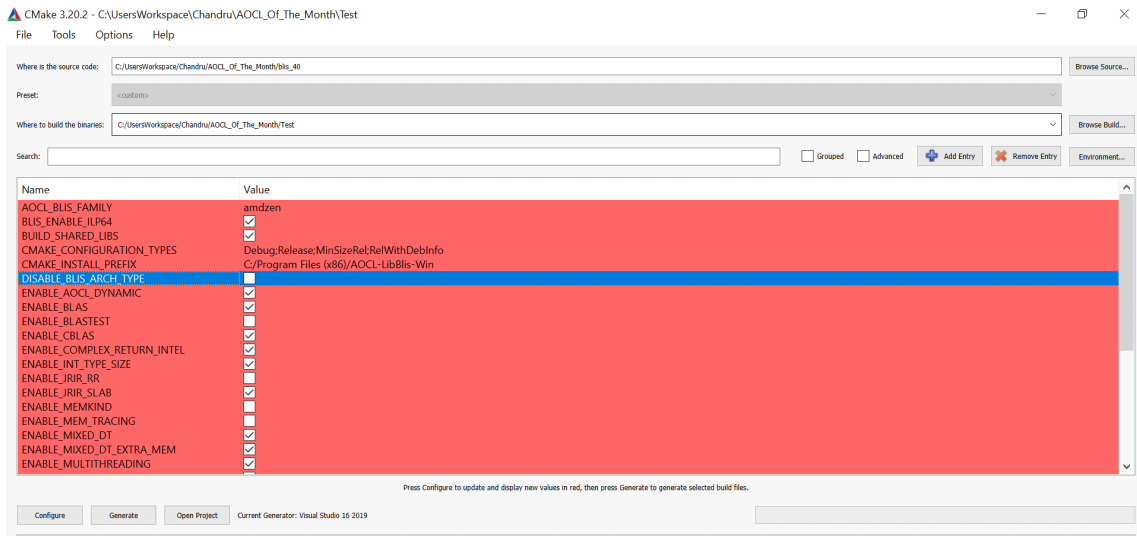 CMake 3.20.2 - C:\UsersWorkspace\Chandru\AOCL_Of_The_Month\Test
File Tools Options Help
Where is the source code: C:/UsersWorkspace/Chandru/AOCL_Of_The_Month/blis_40 Browse Source...
Preset: <custom>
Where to build the binaries: C:/UsersWorkspace/Chandru/AOCL_Of_The_Month/Test Browse Build...
Search: Grouped Advanced Add Entry Remove Entry Environment...
Name Value
AOCL_BLIS_FAMILY amdzen
BLIS_ENABLE_ILP64
BUILD_SHARED_LIBS
CMAKE_CONFIGURATION_TYPES Debug;Release;MinSizeRel;RelWithDebInfo
CMAKE_INSTALL_PREFIX C:/Program Files (x86)/AOCL-LibBlis-Win
DISABLE_BLIS_ARCH_TYPE
ENABLE_AOCL_DYNAMIC
ENABLE_BLAS
ENABLE_BLASTEST
ENABLE_CBLAS
ENABLE_COMPLEX_RETURN_INTEL
ENABLE_INT_TYPE_SIZE
ENABLE_JRIR_RR
ENABLE_JRIR_SLAB
ENABLE_MEMKIND
ENABLE_MEM_TRACING
ENABLE_MIXED_DT
ENABLE_MIXED_DT_EXTRA_MEM
ENABLE_MULTITHREADING
Press Configure to update and display new values in red, then press Generate to generate selected build files.
Configure Generate Open Project Current Generator: Visual Studio 16 2019